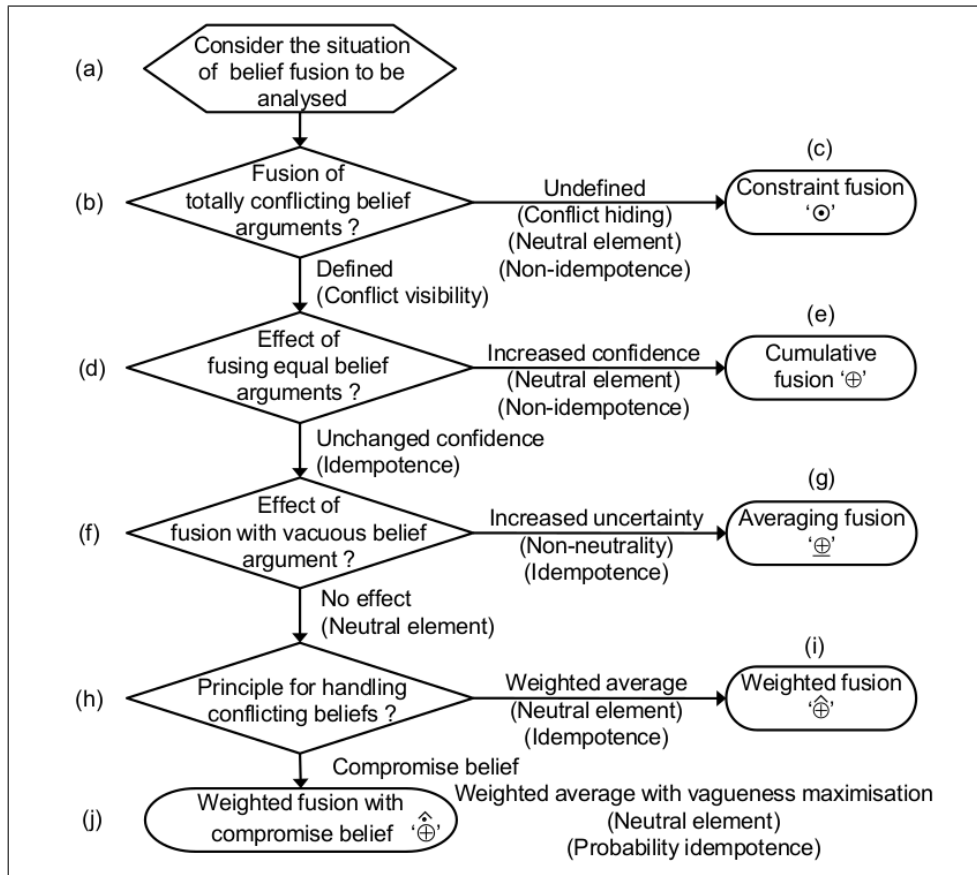 (a)
Consider the situation
of belief fusion to be
analysed
(b)
Fusion of
totally conflicting belief
arguments ?
Undefined
(Conflict hiding)
(Neutral element)
(Non-idempotence)
(c)
Constraint fusion
‘⊙’
Defined
(Conflict visibility)
(d)
Effect of
fusing equal belief
arguments ?
Increased confidence
(Neutral element)
(Non-idempotence)
(e)
Cumulative
fusion ‘⊕’
Unchanged confidence
(Idempotence)
(f)
Effect of
fusion with vacuous belief
argument ?
Increased uncertainty
(Non-neutrality)
(Idempotence)
(g)
Averaging fusion
‘⊕̲’
No effect
(Neutral element)
(h)
Principle for handling
conflicting beliefs ?
Weighted average
(Neutral element)
(Idempotence)
(i)
Weighted fusion
‘⊕̂’
Compromise belief
(j)
Weighted fusion with
compromise belief ‘⊕̂̇’
Weighted average with vagueness maximisation
(Neutral element)
(Probability idempotence)